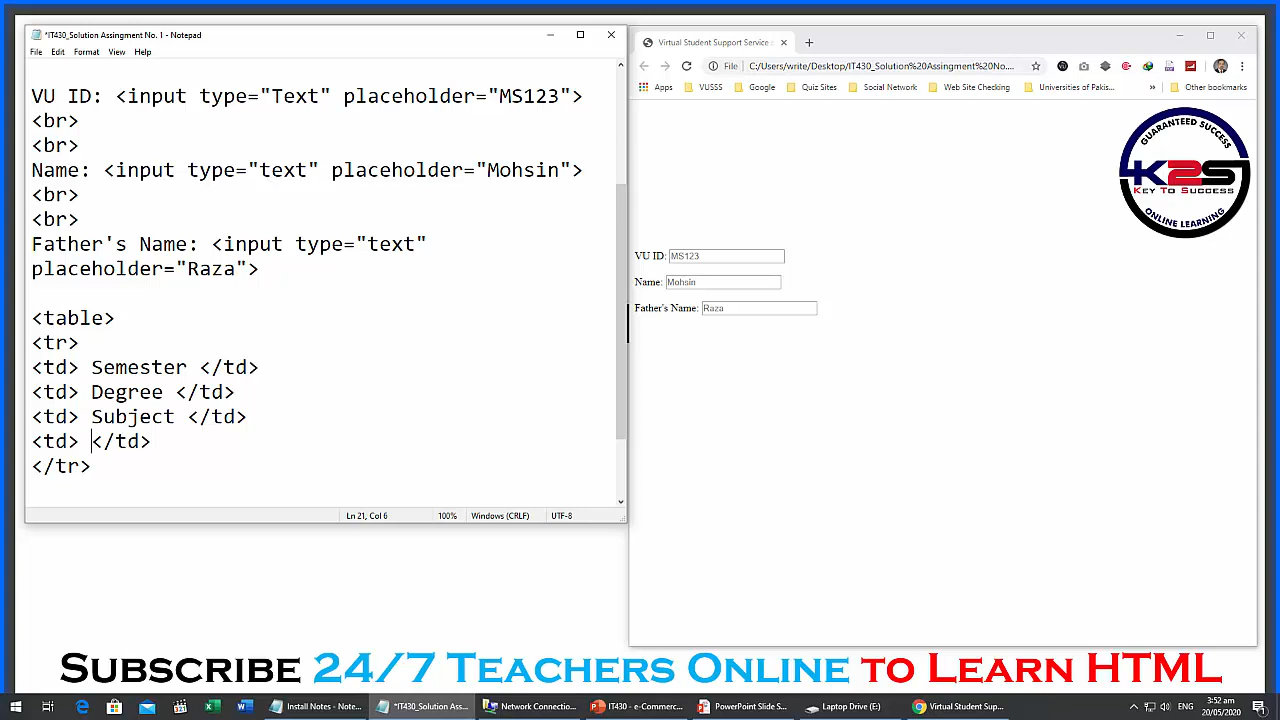 *IT430_Solution Assingment No. 1 - Notepad
File Edit Format View Help
VU ID: <input type="Text" placeholder="MS123">
<br>
<br>
Name: <input type="text" placeholder="Mohsin">
<br>
<br>
Father's Name: <input type="text"
placeholder="Raza">
<table>
<tr>
<td> Semester </td>
<td> Degree </td>
<td> Subject </td>
<td> </td>
</tr>
Ln 21, Col 6 100% Windows (CRLF) UTF-8
Virtual Student Support Service :
File C:/Users/write/Desktop/IT430_Solution%20Assingment%20No....
Apps VUSSS Google Quiz Sites Social Network Web Site Checking Universities of Pakis... » Other bookmarks
GUARANTEED SUCCESS
K2S
KEY TO SUCCESS
ONLINE LEARNING
VU ID: MS123
Name: Mohsin
Father's Name: Raza
SUBSCRIBE 24/7 TEACHERS ONLINE TO LEARN HTML
Install Notes - Note... *IT430_Solution Ass... Network Connectio... IT430 - e-Commerc... PowerPoint Slide... Laptop Drive (E:) Virtual Student Sup... ENG 3:52 pm
20/05/2020